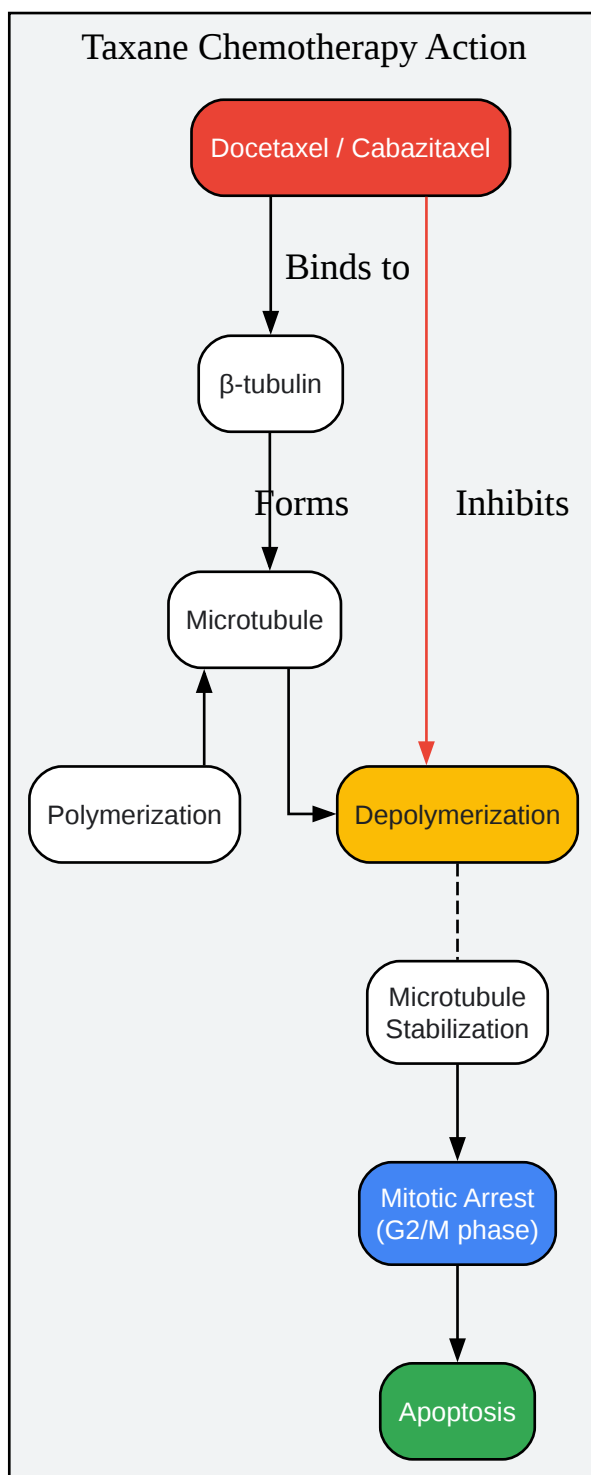 Taxane Chemotherapy Action
Docetaxel / Cabazitaxel
Binds to
β-tubulin
Forms
Inhibits
Microtubule
Polymerization
Depolymerization
Microtubule
Stabilization
Mitotic Arrest
(G2/M phase)
Apoptosis